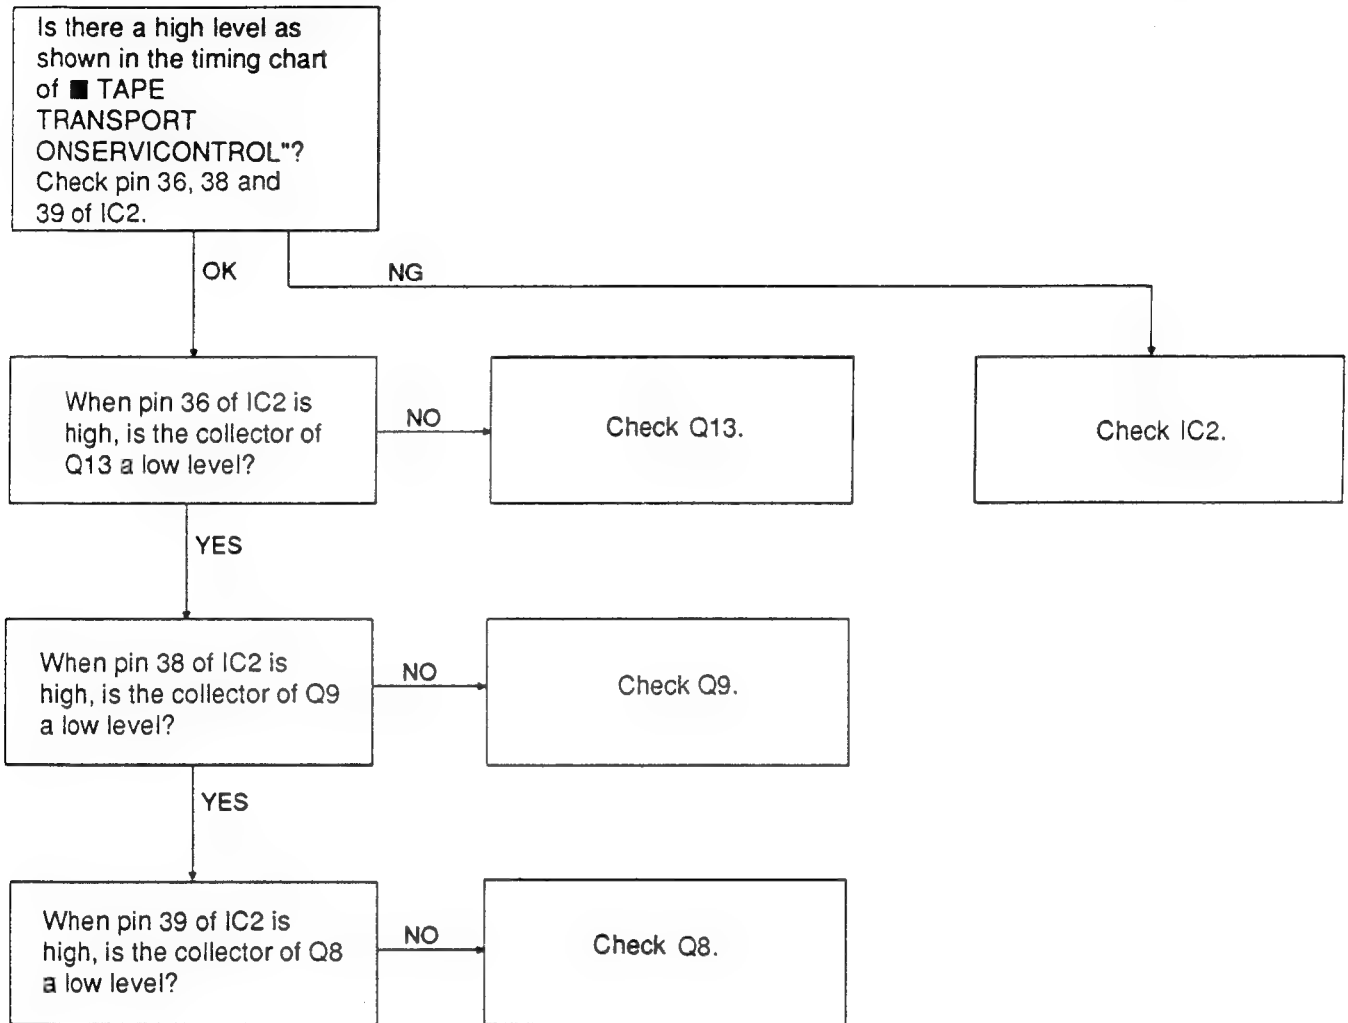 Is there a high level as
shown in the timing chart
of ■ TAPE
TRANSPORT
ONSERVICONTROL"?
Check pin 36, 38 and
39 of IC2.
OK
NG
When pin 36 of IC2 is
high, is the collector of
Q13 a low level?
NO
Check Q13.
Check IC2.
YES
When pin 38 of IC2 is
high, is the collector of Q9
a low level?
NO
Check Q9.
YES
When pin 39 of IC2 is
high, is the collector of Q8
a low level?
NO
Check Q8.